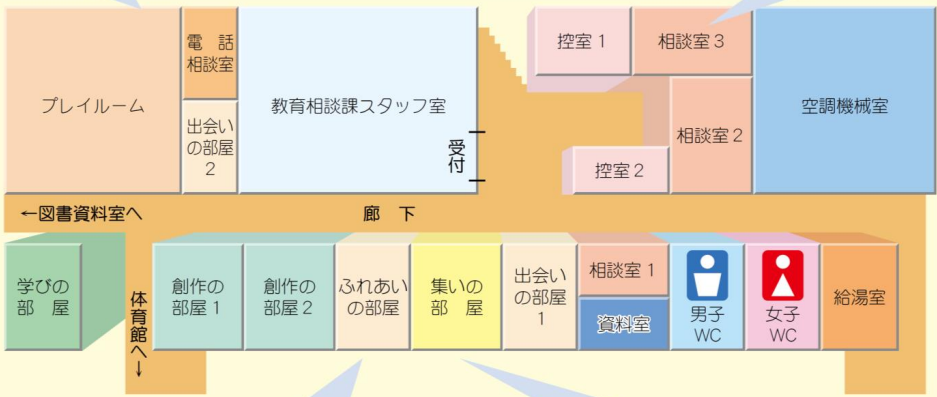 プレイルーム
電　話
相談室
出会い
の部屋
2
教育相談課スタッフ室
受付
控室1
相談室3
控室2
相談室2
空調機械室
←図書資料室へ
廊　下
学びの
部　屋
体育館へ→
創作の
部屋1
創作の
部屋2
ふれあい
の部屋
集いの
部　屋
出会い
の部屋
1
相談室1
資料室
男子
WC
女子
WC
給湯室